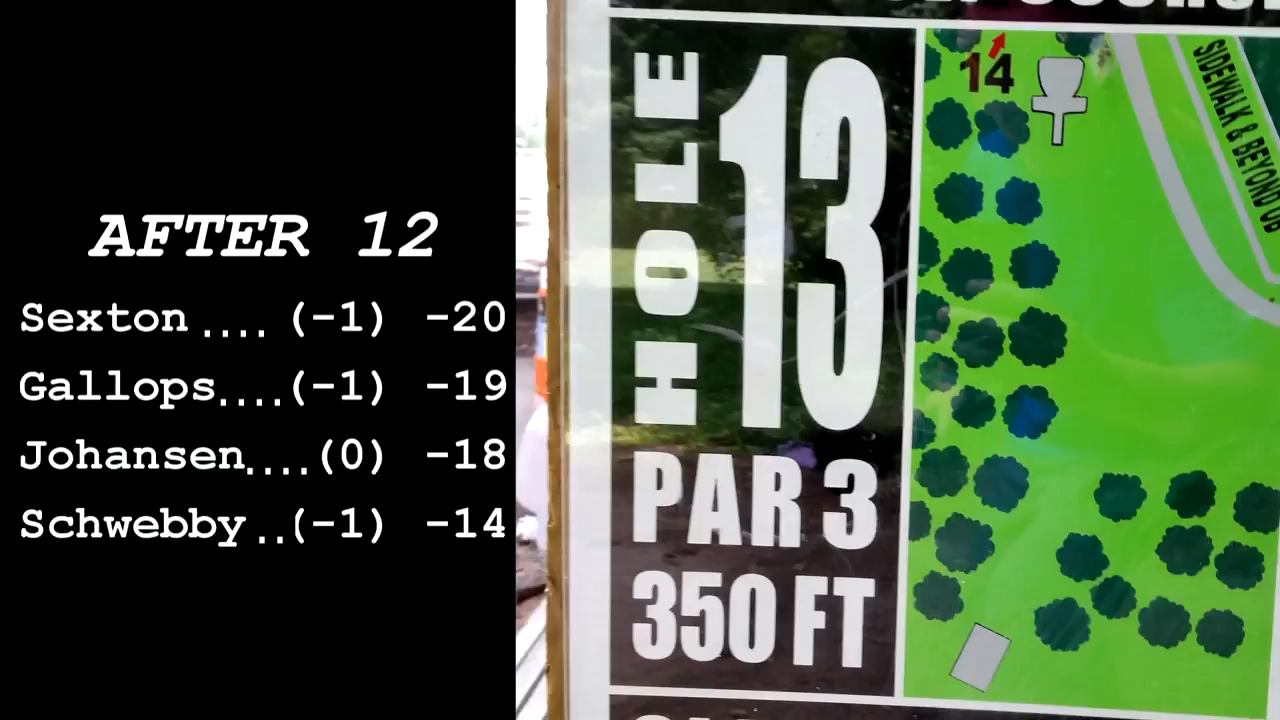 AFTER 12
Sexton .... (-1) -20
Gallops....(-1) -19
Johansen....(0) -18
Schwebby ..(-1) -14
HOLE
13
PAR 3
350 FT
14
SIDEWALK & BEYOND OB